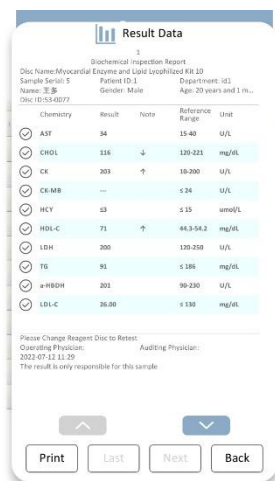 Result Data
1
Biochemical Inspection Report
Disc Name:Myocardial Enzyme and Lipid Lyophilized Kit 10
Sample Serial: 5 Patient ID:1 Department: id1
Name: 王多 Gender: Male Age: 20 years and 1 m...
Disc ID:53-0077
Chemistry Result Note Reference Range Unit
AST 34 15-40 U/L
CHOL 116 ↓ 120-221 mg/dL
CK 203 ↑ 10-200 U/L
CK-MB --- ≤ 24 U/L
HCY ≤3 ≤ 15 umol/L
HDL-C 71 ↑ 44.3-54.2 mg/dL
LDH 200 120-250 U/L
TG 91 ≤ 186 mg/dL
a-HBDH 201 90-230 U/L
LDL-C 26.00 ≤ 130 mg/dL
Please Change Reagent Disc to Retest
Operating Physician: Auditing Physician:
2022-07-12 11:29
The result is only responsible for this sample
Print Last Next Back